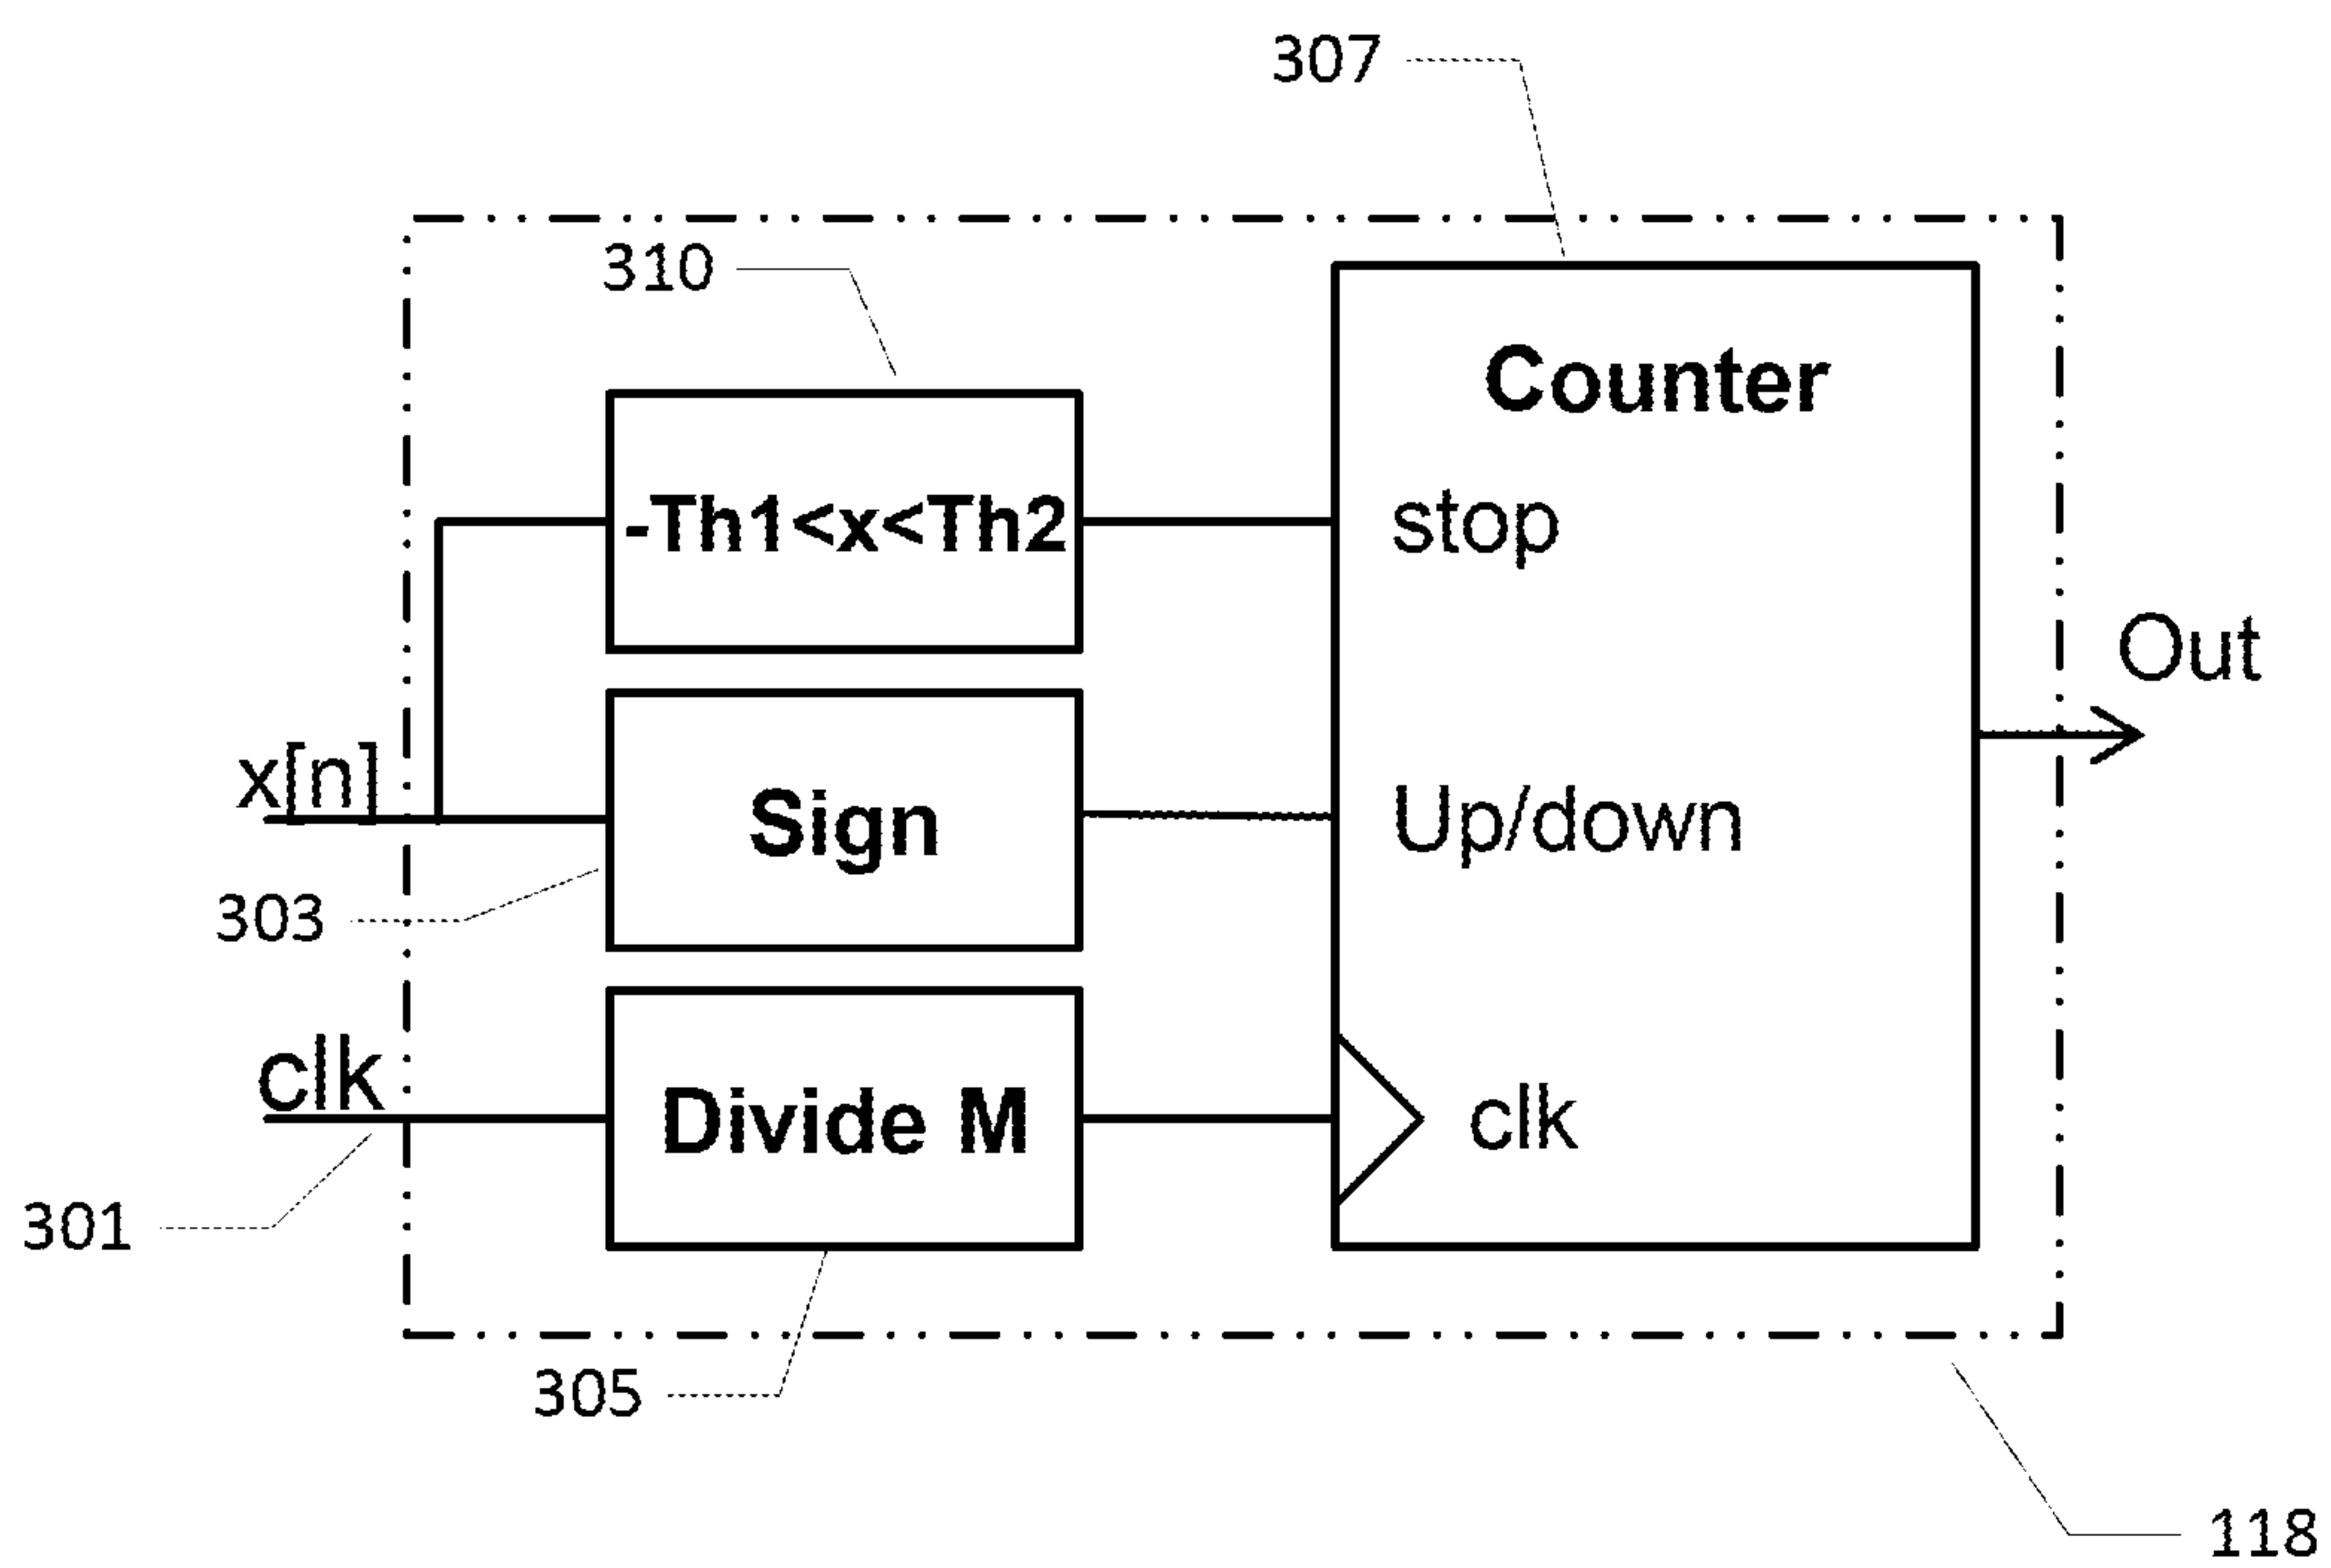 307
310
Counter
-Th1<x<Th2
stop
Out
x[n]
Sign
Up/down
303
clk
Divide M
clk
301
305
118